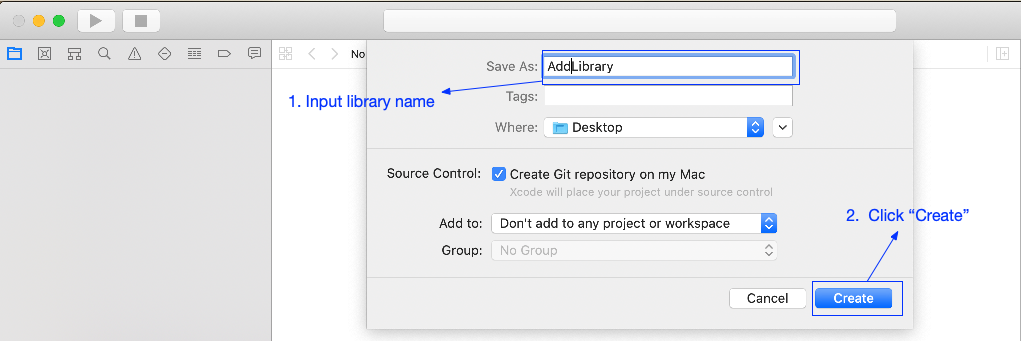 No
Save As: AddLibrary
1. Input library name
Tags:
Where: Desktop
Source Control: Create Git repository on my Mac
Xcode will place your project under source control
2. Click “Create”
Add to: Don't add to any project or workspace
Group: No Group
Cancel Create